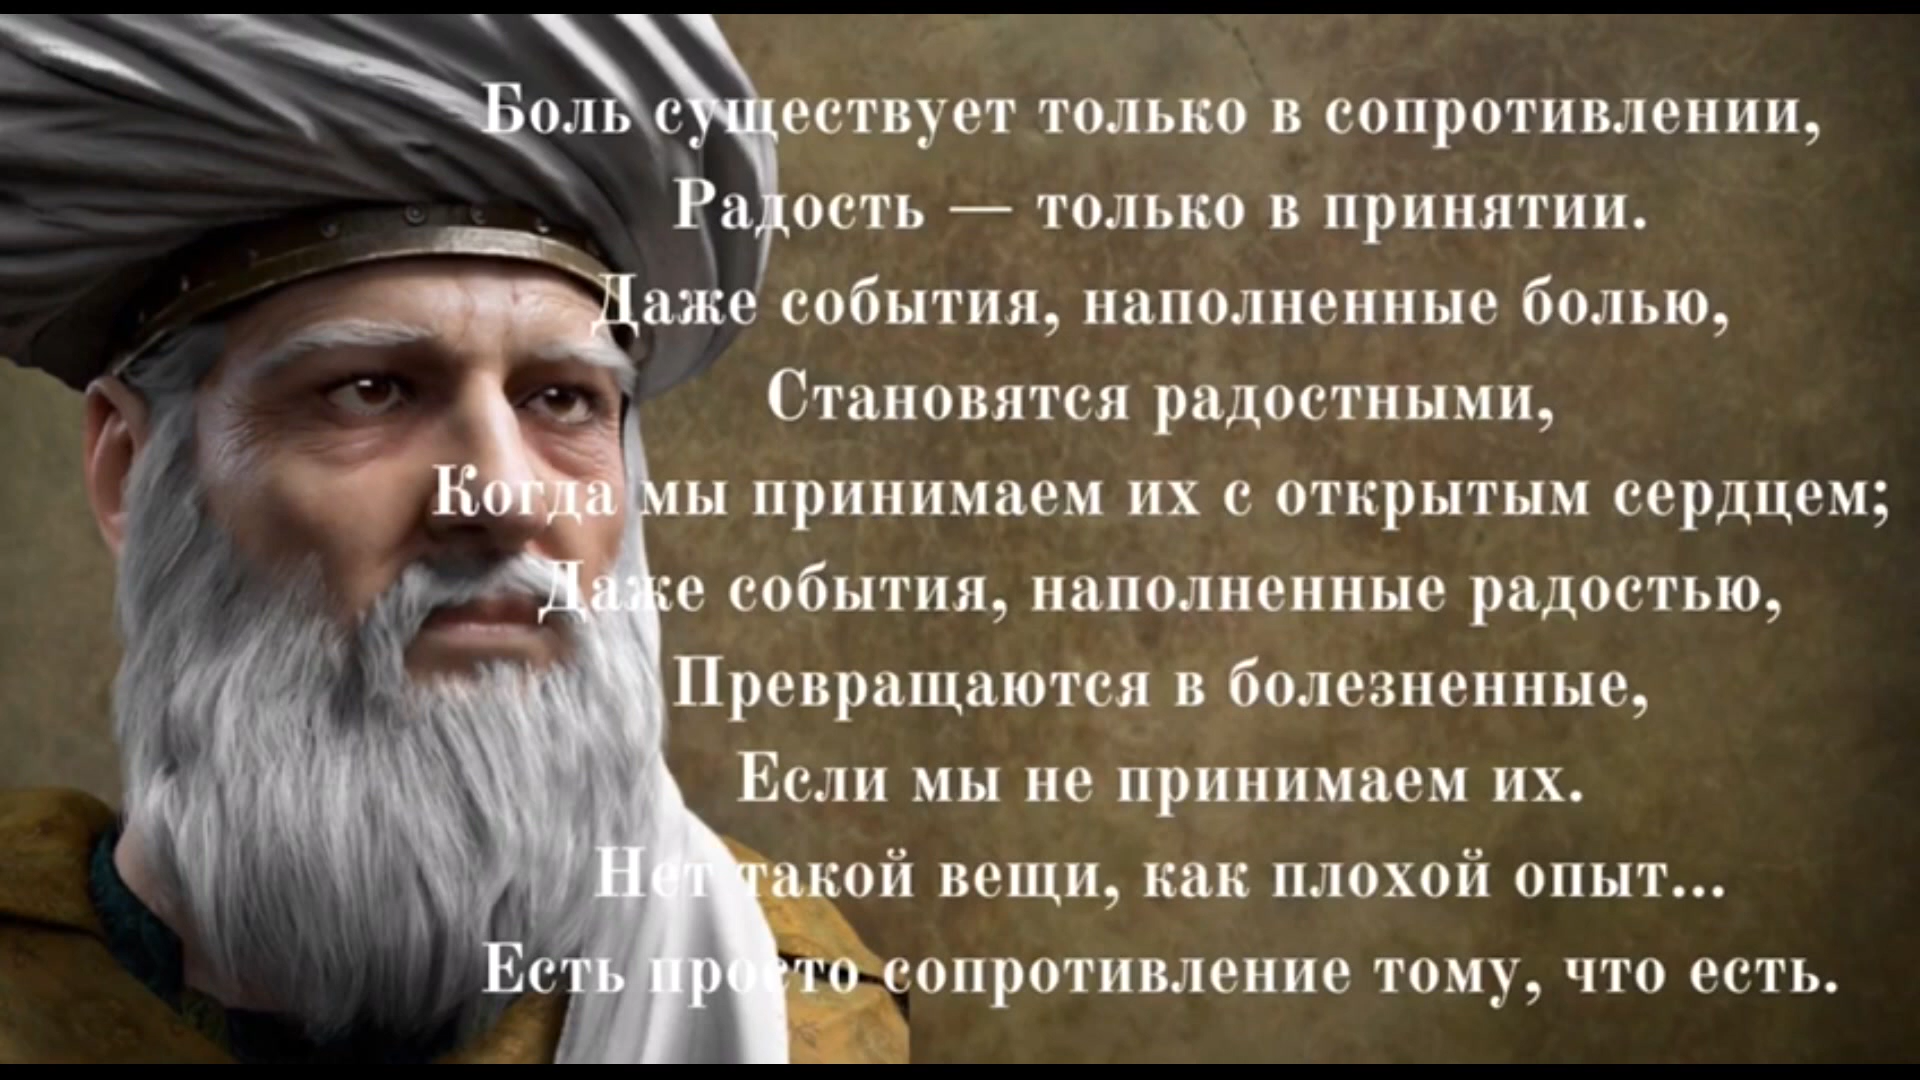 Боль существует только в сопротивлении,
Радость — только в принятии.
Даже события, наполненные болью,
Становятся радостными,
Когда мы принимаем их с открытым сердцем;
Даже события, наполненные радостью,
Превращаются в болезненные,
Если мы не принимаем их.
Нет такой вещи, как плохой опыт...
Есть просто сопротивление тому, что есть.